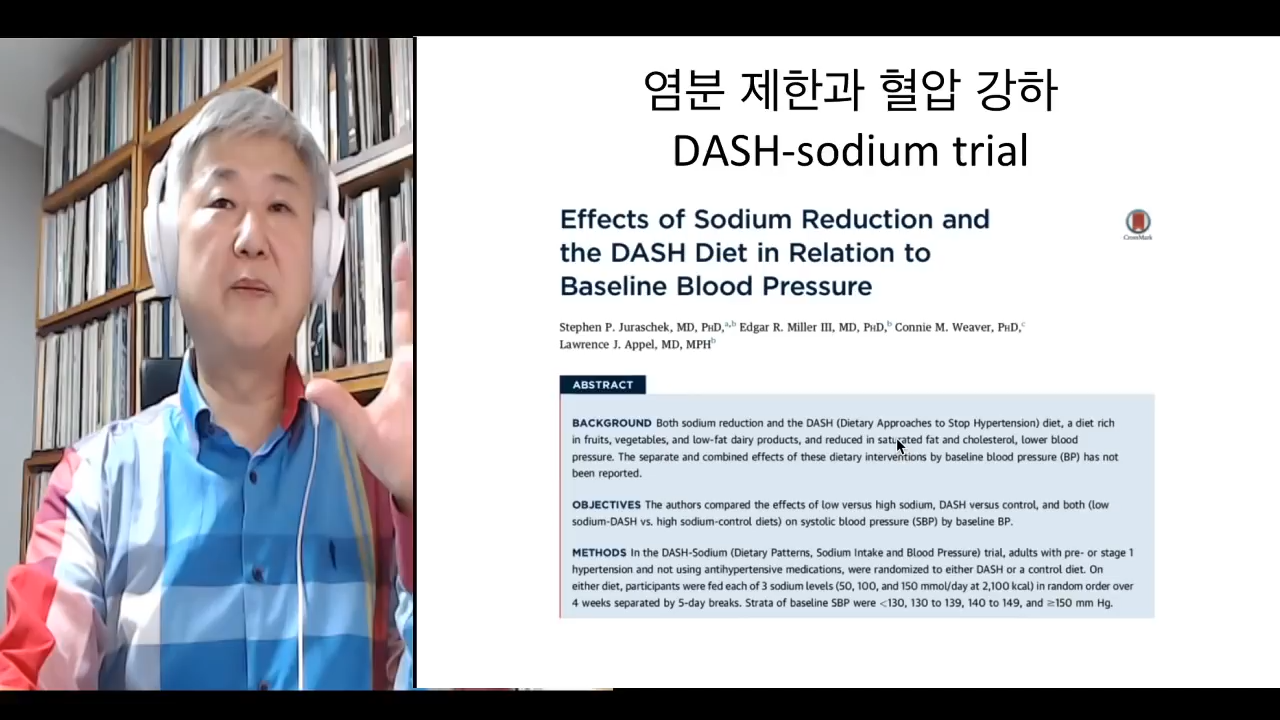 염분 제한과 혈압 강하
DASH-sodium trial
Effects of Sodium Reduction and
the DASH Diet in Relation to
Baseline Blood Pressure
CrossMark
Stephen P. Juraschek, MD, PhD,a,b Edgar R. Miller III, MD, PhD,b Connie M. Weaver, PhD,c
Lawrence J. Appel, MD, MPHb
ABSTRACT
BACKGROUND Both sodium reduction and the DASH (Dietary Approaches to Stop Hypertension) diet, a diet rich
in fruits, vegetables, and low-fat dairy products, and reduced in saturated fat and cholesterol, lower blood
pressure. The separate and combined effects of these dietary interventions by baseline blood pressure (BP) has not
been reported.
OBJECTIVES The authors compared the effects of low versus high sodium, DASH versus control, and both (low
sodium-DASH vs. high sodium-control diets) on systolic blood pressure (SBP) by baseline BP.
METHODS In the DASH-Sodium (Dietary Patterns, Sodium Intake and Blood Pressure) trial, adults with pre- or stage 1
hypertension and not using antihypertensive medications, were randomized to either DASH or a control diet. On
either diet, participants were fed each of 3 sodium levels (50, 100, and 150 mmol/day at 2,100 kcal) in random order over
4 weeks separated by 5-day breaks. Strata of baseline SBP were <130, 130 to 139, 140 to 149, and ≥150 mm Hg.